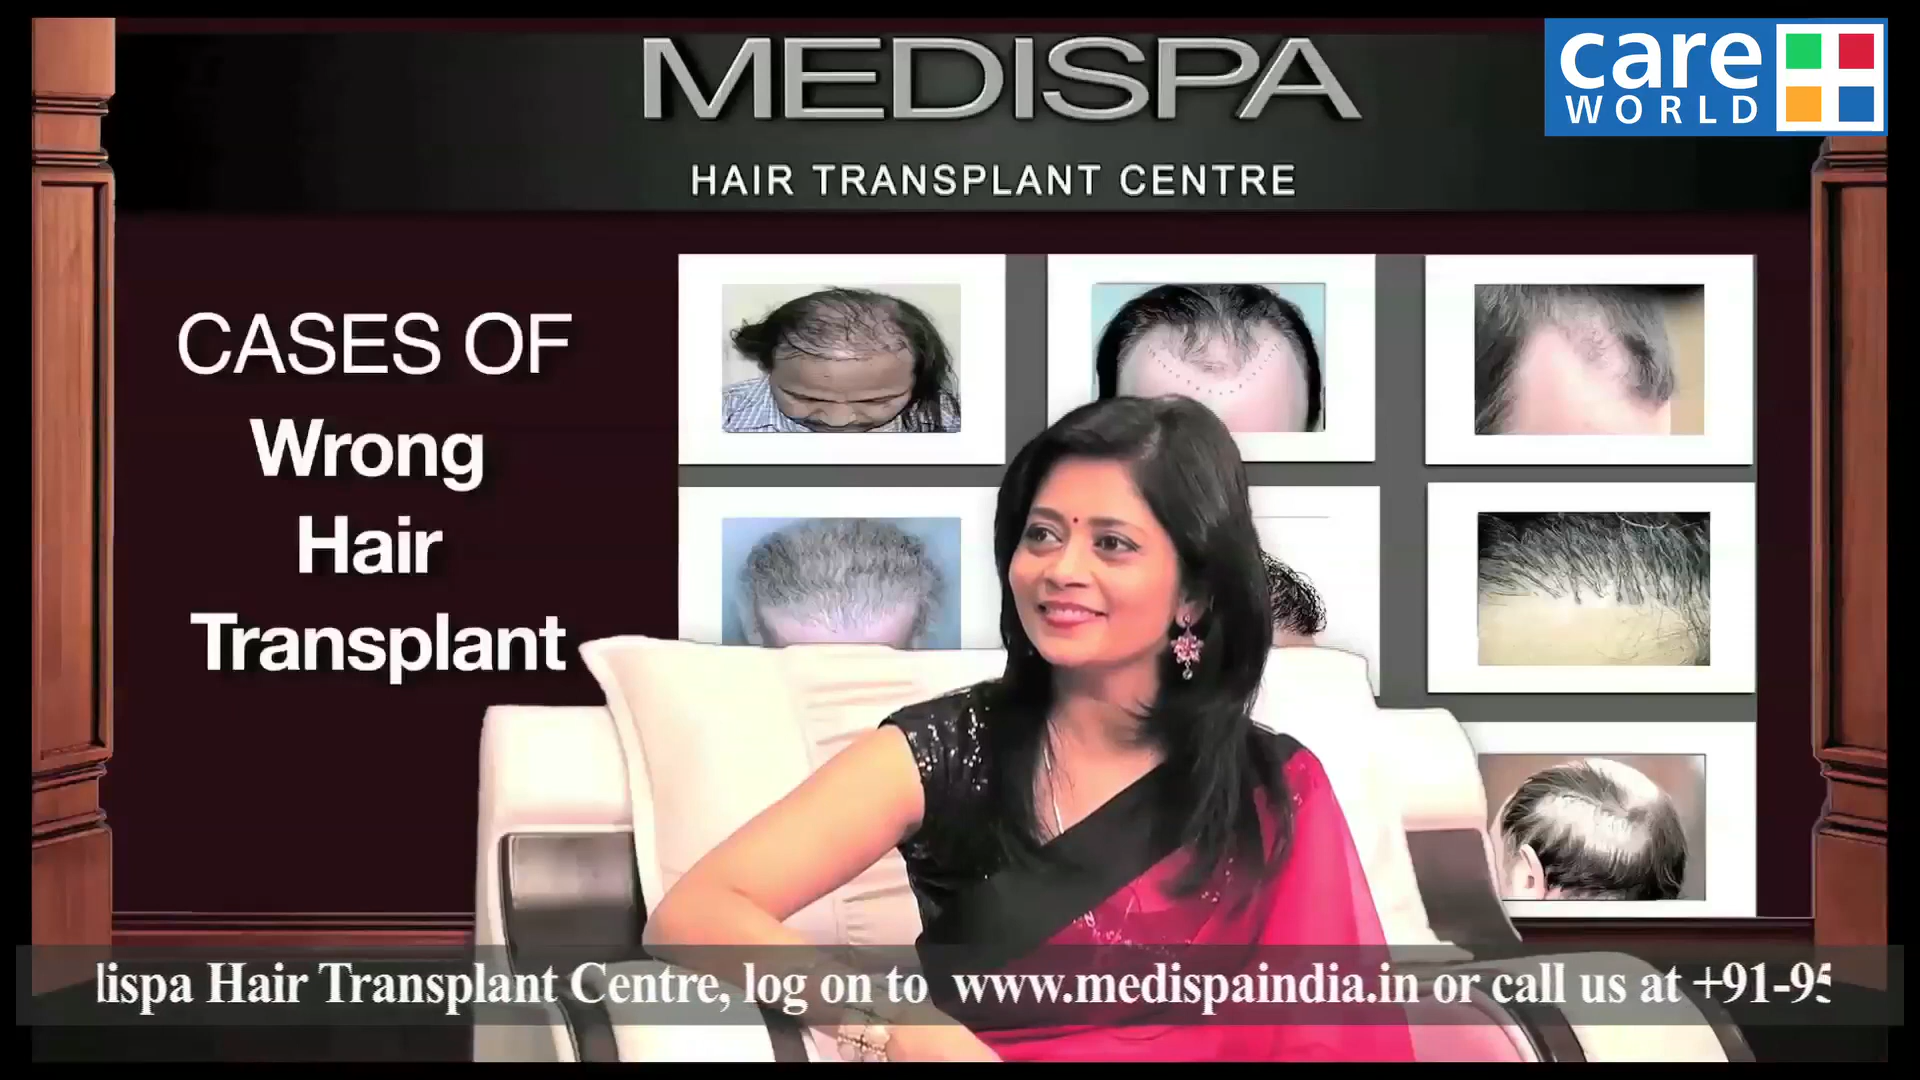 MEDISPA
HAIR TRANSPLANT CENTRE
care
WORLD
CASES OF
Wrong
Hair
Transplant
Hair Transplant Centre, log on to www.medispaindia.in or call us at +91-9